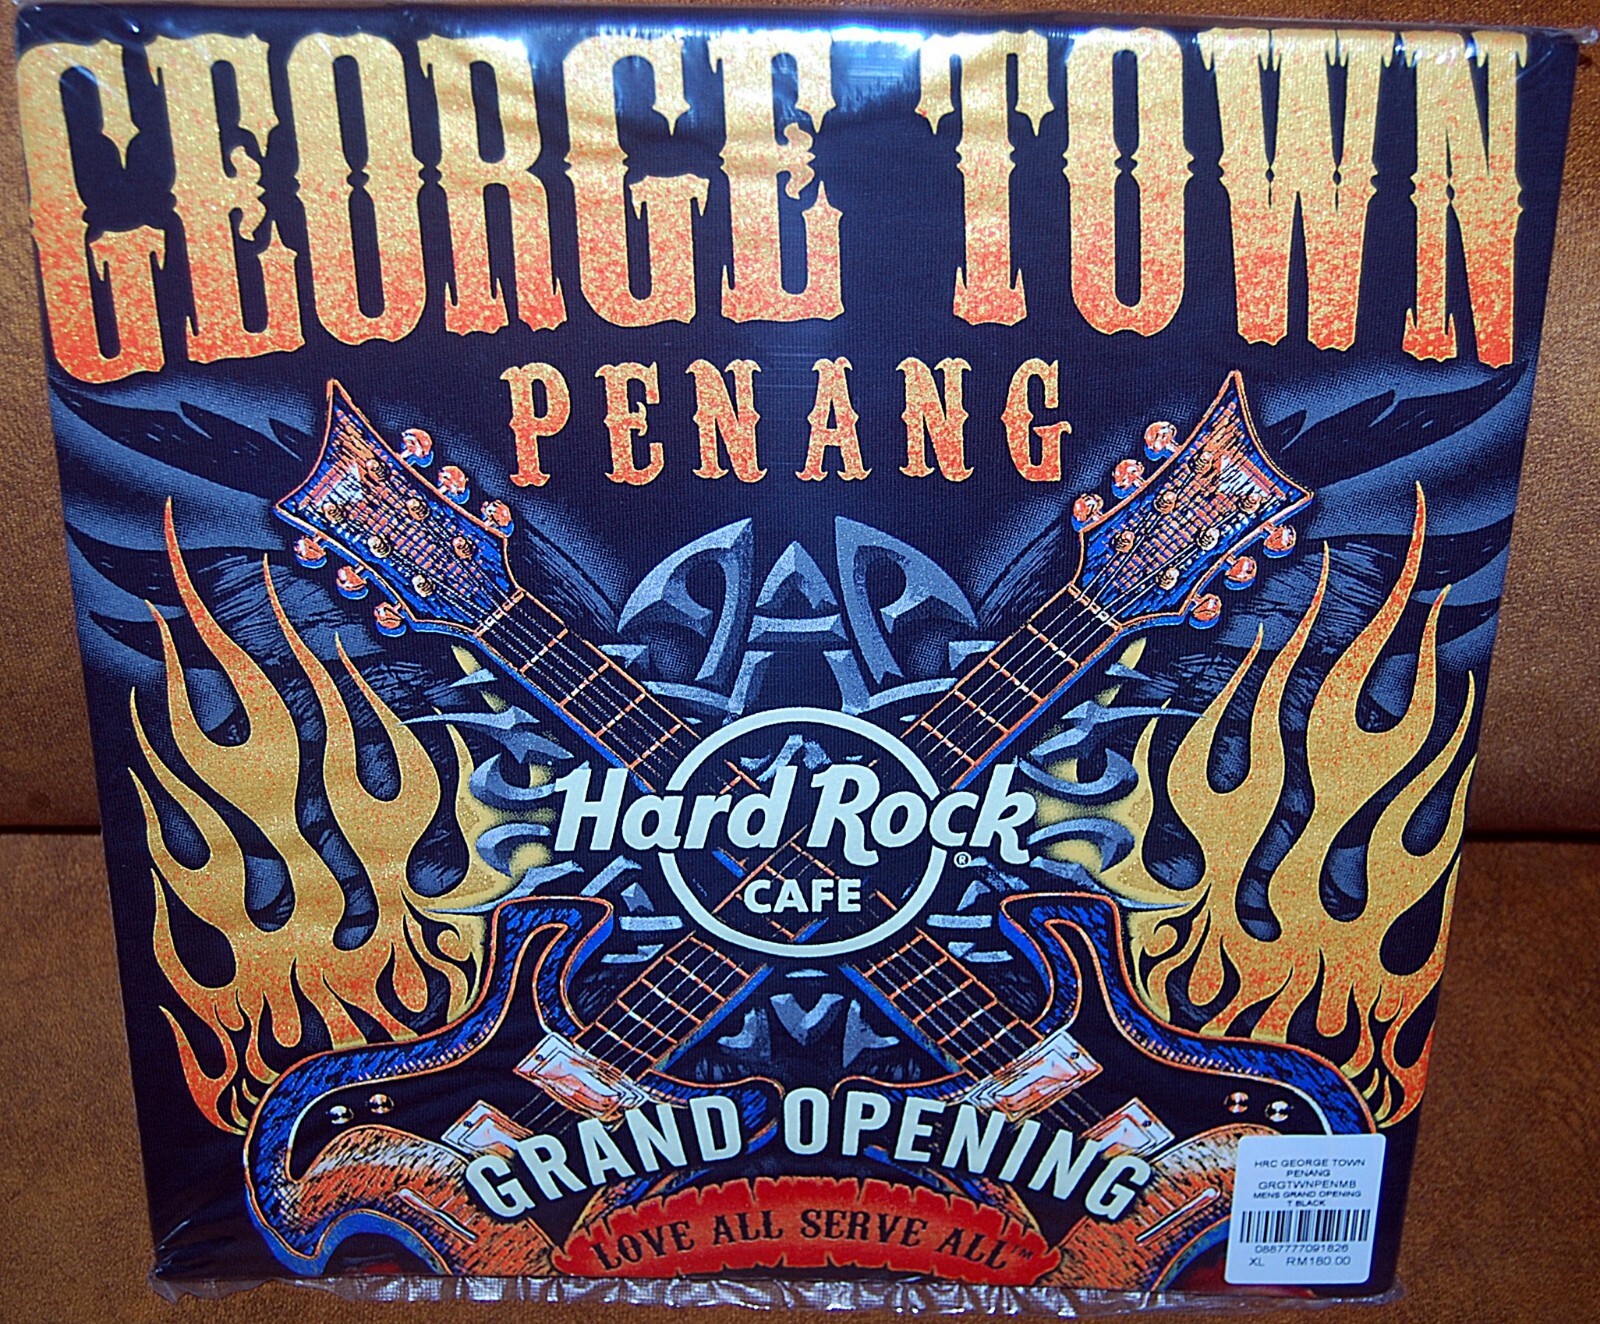 GEORGE TOWN
PENANG
Hard Rock
®
CAFE
GRAND OPENING
LOVE ALL SERVE ALL™
HRC GEORGE TOWN
PENANG
GRGTWNPENMB
MENS GRAND OPENING
T BLACK
0887777091826
XL RM180.00